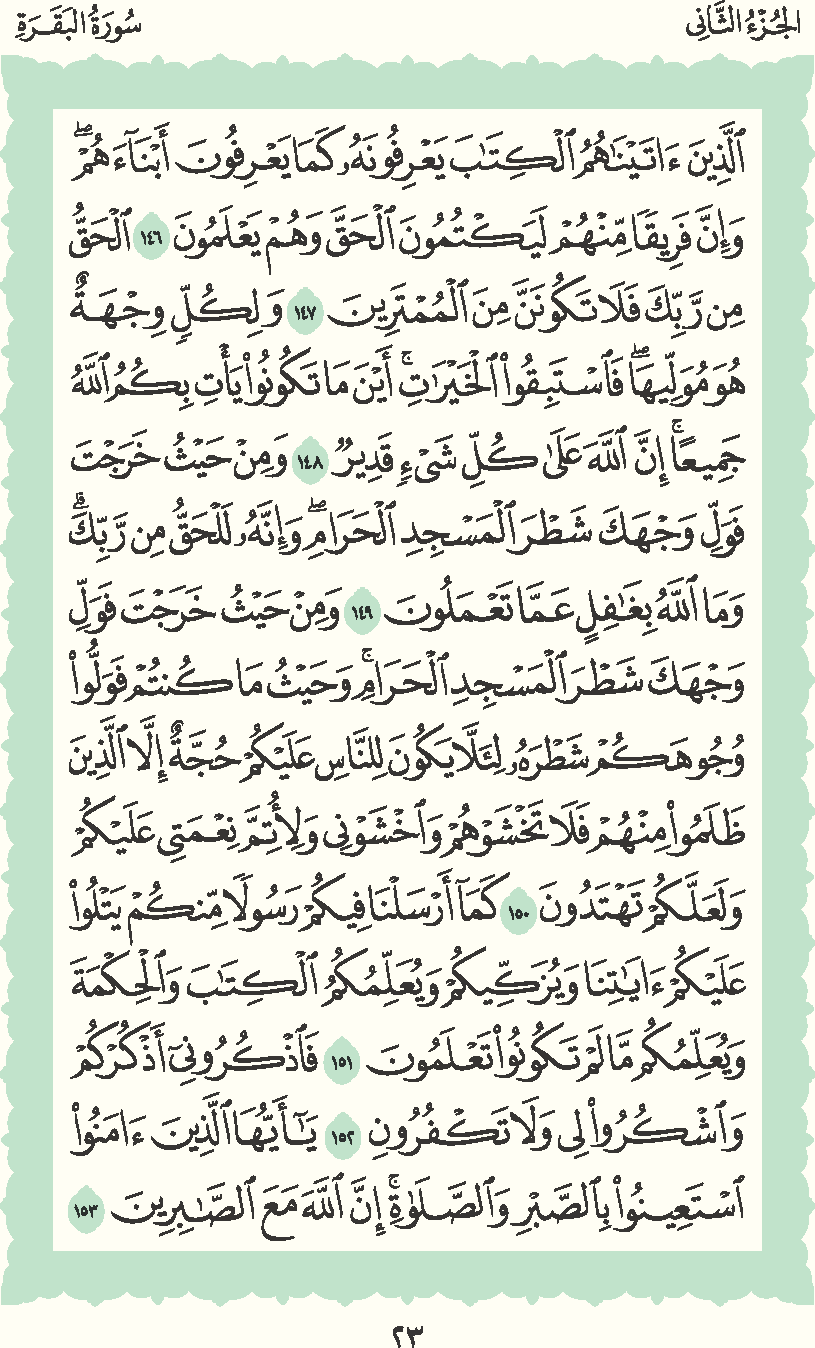 الجُزْءُ الثَّانِي
سُورَةُ البَقَرَةِ
ٱلَّذِينَ ءَاتَيْنَٰهُمُ ٱلْكِتَٰبَ يَعْرِفُونَهُۥ كَمَا يَعْرِفُونَ أَبْنَآءَهُمْۖ
وَإِنَّ فَرِيقًا مِّنْهُمْ لَيَكْتُمُونَ ٱلْحَقَّ وَهُمْ يَعْلَمُونَ ١٤٦ ٱلْحَقُّ
مِن رَّبِّكَ فَلَا تَكُونَنَّ مِنَ ٱلْمُمْتَرِينَ ١٤٧ وَلِكُلٍّ وِجْهَةٌ
هُوَ مُوَلِّيهَاۖ فَٱسْتَبِقُوا۟ ٱلْخَيْرَٰتِۚ أَيْنَ مَا تَكُونُوا۟ يَأْتِ بِكُمُ ٱللَّهُ
جَمِيعًاۚ إِنَّ ٱللَّهَ عَلَىٰ كُلِّ شَىْءٍ قَدِيرٌ ١٤٨ وَمِنْ حَيْثُ خَرَجْتَ
فَوَلِّ وَجْهَكَ شَطْرَ ٱلْمَسْجِدِ ٱلْحَرَامِۖ وَإِنَّهُۥ لَلْحَقُّ مِن رَّبِّكَۗ
وَمَا ٱللَّهُ بِغَٰفِلٍ عَمَّا تَعْمَلُونَ ١٤٩ وَمِنْ حَيْثُ خَرَجْتَ فَوَلِّ
وَجْهَكَ شَطْرَ ٱلْمَسْجِدِ ٱلْحَرَامِۚ وَحَيْثُ مَا كُنتُمْ فَوَلُّوا۟
وُجُوهَكُمْ شَطْرَهُۥ لِئَلَّا يَكُونَ لِلنَّاسِ عَلَيْكُمْ حُجَّةٌ إِلَّا ٱلَّذِينَ
ظَلَمُوا۟ مِنْهُمْ فَلَا تَخْشَوْهُمْ وَٱخْشَوْنِى وَلِأُتِمَّ نِعْمَتِى عَلَيْكُمْ
وَلَعَلَّكُمْ تَهْتَدُونَ ١٥٠ كَمَآ أَرْسَلْنَا فِيكُمْ رَسُولًا مِّنكُمْ يَتْلُوا۟
عَلَيْكُمْ ءَايَٰتِنَا وَيُزَكِّيكُمْ وَيُعَلِّمُكُمُ ٱلْكِتَٰبَ وَٱلْحِكْمَةَ
وَيُعَلِّمُكُم مَّا لَمْ تَكُونُوا۟ تَعْلَمُونَ ١٥١ فَٱذْكُرُونِىٓ أَذْكُرْكُمْ
وَٱشْكُرُوا۟ لِى وَلَا تَكْفُرُونِ ١٥٢ يَٰٓأَيُّهَا ٱلَّذِينَ ءَامَنُوا۟
ٱسْتَعِينُوا۟ بِٱلصَّبْرِ وَٱلصَّلَوٰةِۚ إِنَّ ٱللَّهَ مَعَ ٱلصَّٰبِرِينَ ١٥٣
٢٣